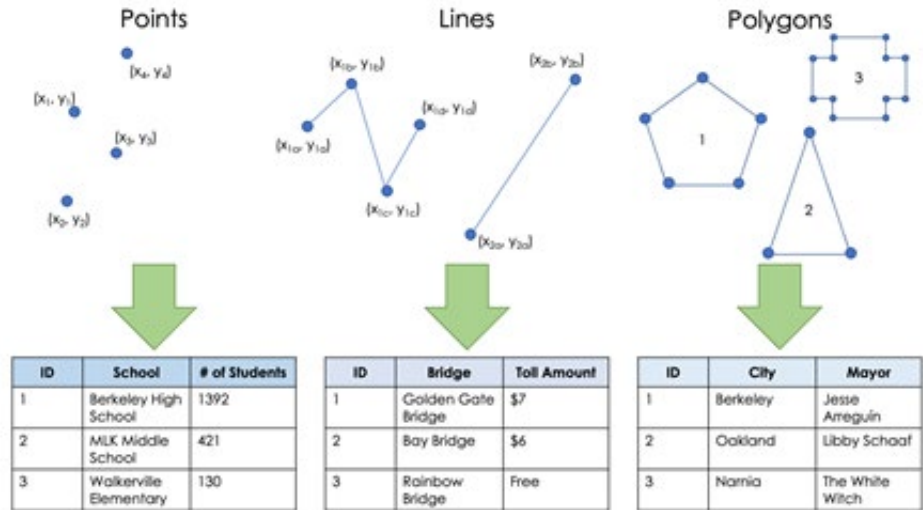 Points
Lines
Polygons
(x₄, y₄)
(x₁, y₁)
(x₃, y₃)
(x₂, y₂)
(x₁b, y₁b)
(x₁d, y₁d)
(x₁a, y₁a)
(x₁c, y₁c)
(x₂b, y₂b)
(x₂a, y₂a)
1
3
2
ID School # of Students
1 Berkeley High School 1392
2 MLK Middle School 421
3 Walkerville Elementary 130
ID Bridge Toll Amount
1 Golden Gate Bridge $7
2 Bay Bridge $6
3 Rainbow Bridge Free
ID City Mayor
1 Berkeley Jesse Arreguín
2 Oakland Libby Schaaf
3 Narnia The White Witch